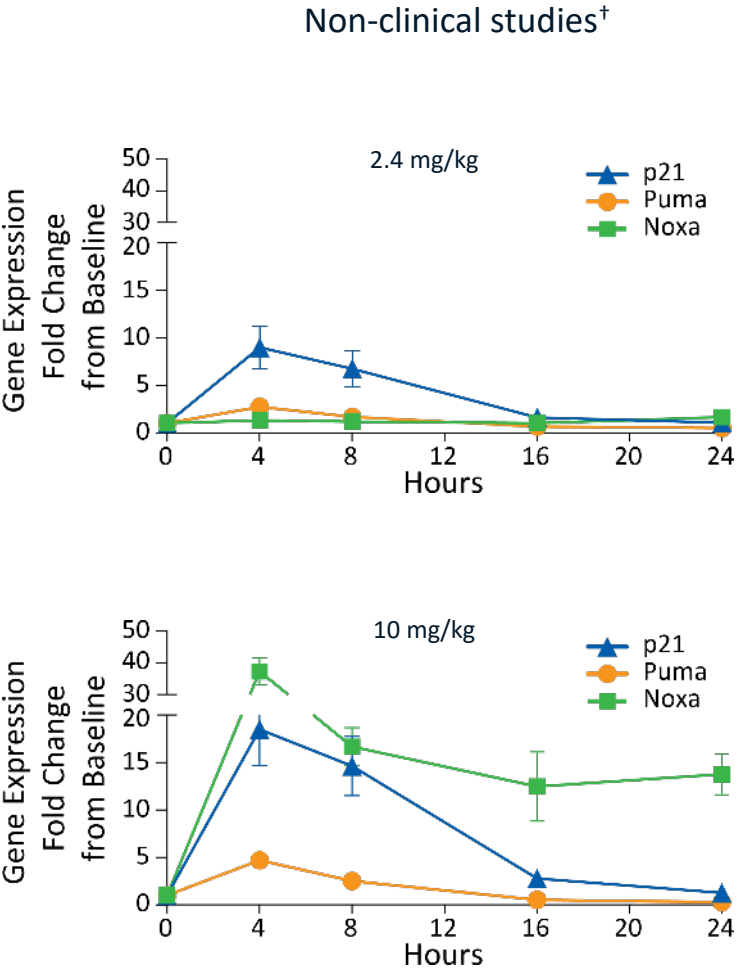 Non-clinical studies†
2.4 mg/kg
Gene Expression
Fold Change
from Baseline
50
40
30
20
15
10
5
0
p21
Puma
Noxa
0 4 8 12 16 20 24
Hours
10 mg/kg
Gene Expression
Fold Change
from Baseline
50
40
30
20
15
10
5
0
p21
Puma
Noxa
0 4 8 12 16 20 24
Hours